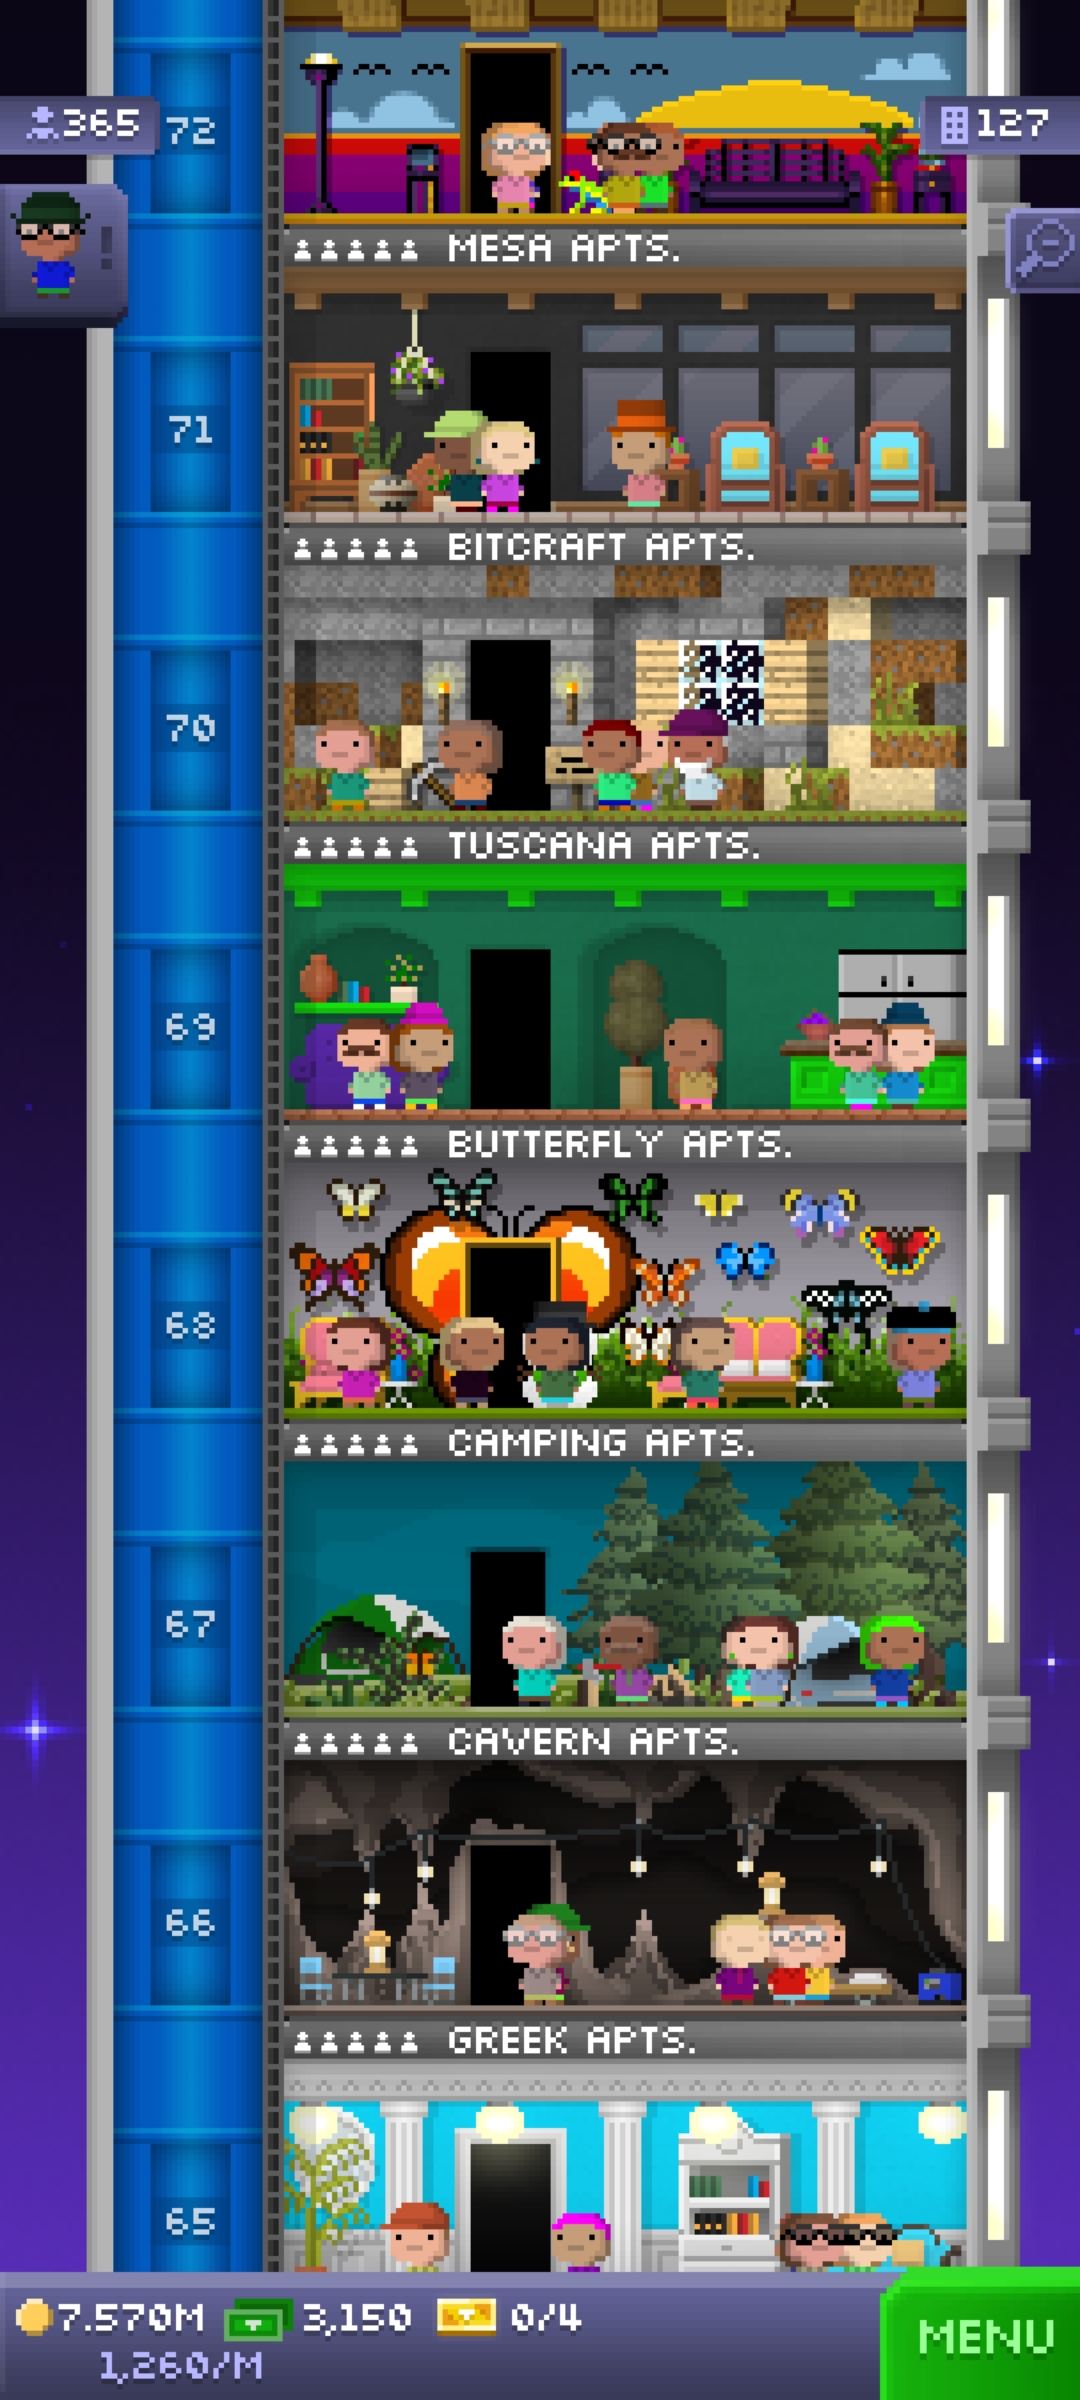 365
72
127
!
MESA APTS.
71
BITCRAFT APTS.
70
TUSCANA APTS.
69
BUTTERFLY APTS.
68
CAMPING APTS.
67
CAVERN APTS.
66
GREEK APTS.
65
7.570M 3,150 0/4
1,260/M
MENU